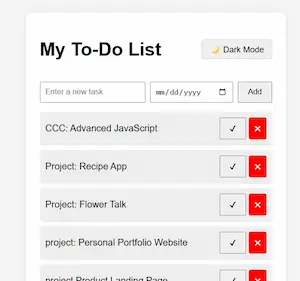 My To-Do List
🌙 Dark Mode
Enter a new task
mm/dd/yyyy
Add
CCC: Advanced JavaScript
✓ ✕
Project: Recipe App
✓ ✕
Project: Flower Talk
✓ ✕
project: Personal Portfolio Website
✓ ✕
project Product Landing Page